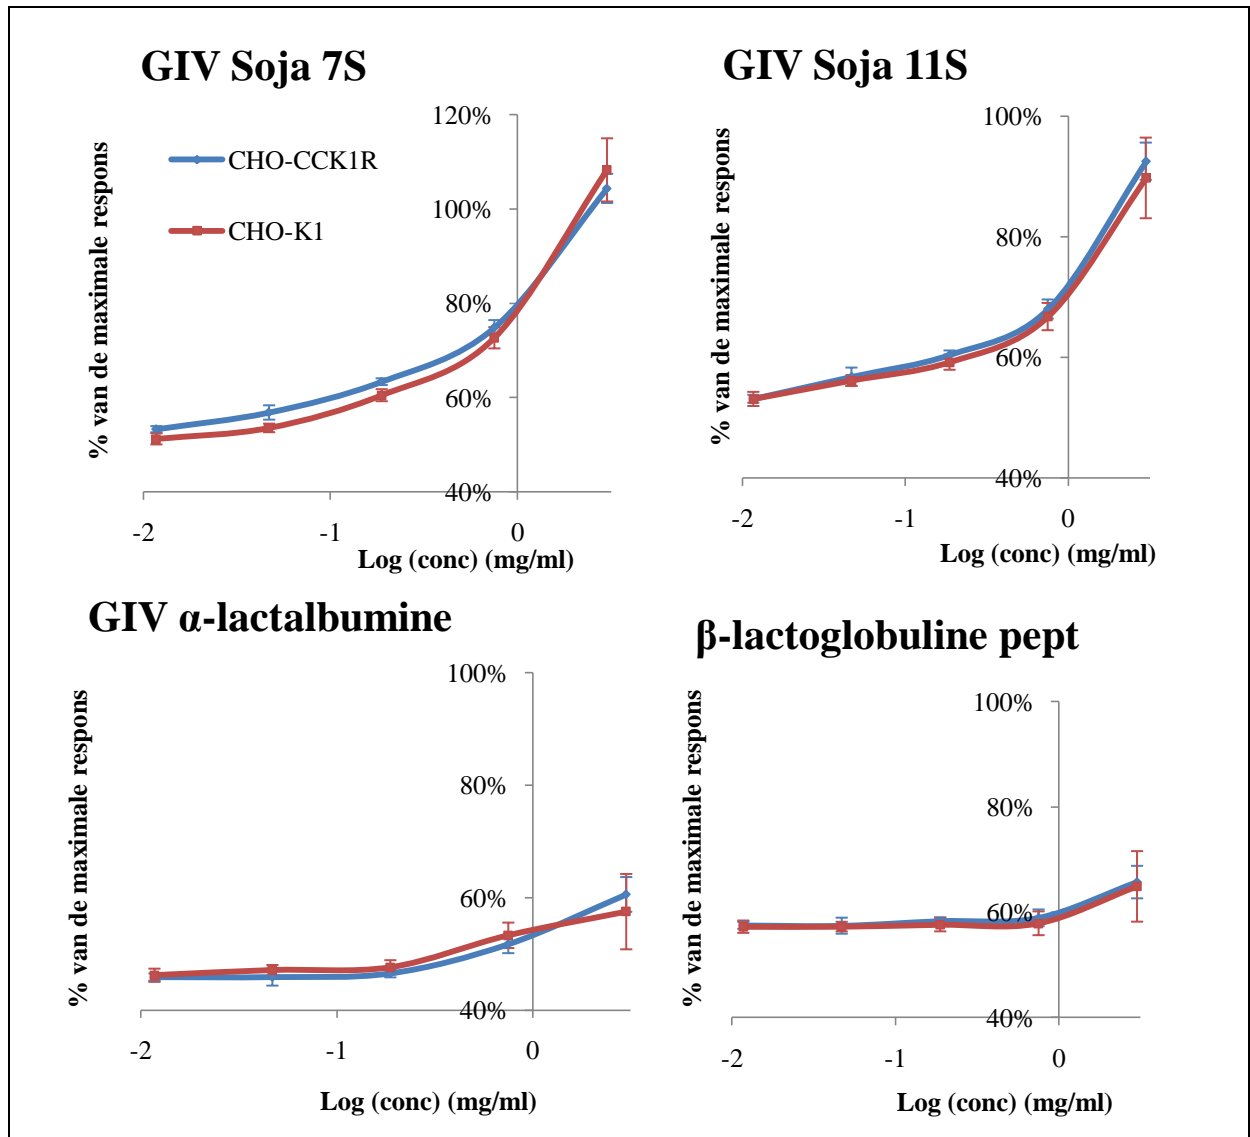 GIV Soja 7S
% van de maximale respons
120%
100%
80%
60%
40%
CHO-CCK1R
CHO-K1
-2
-1
0
Log (conc) (mg/ml)
GIV Soja 11S
% van de maximale respons
100%
80%
60%
40%
-2
-1
0
Log (conc) (mg/ml)
GIV α-lactalbumine
% van de maximale respons
100%
80%
60%
40%
-2
-1
0
Log (conc) (mg/ml)
β-lactoglobuline pept
% van de maximale respons
100%
80%
60%
40%
-2
-1
0
Log (conc) (mg/ml)